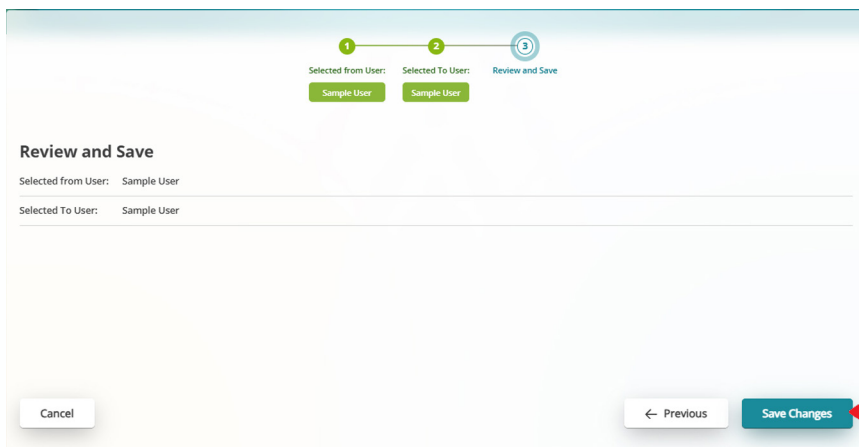 1 2 3
Selected from User: Selected To User: Review and Save
Sample User Sample User
Review and Save
Selected from User: Sample User
Selected To User: Sample User
Cancel ← Previous Save Changes